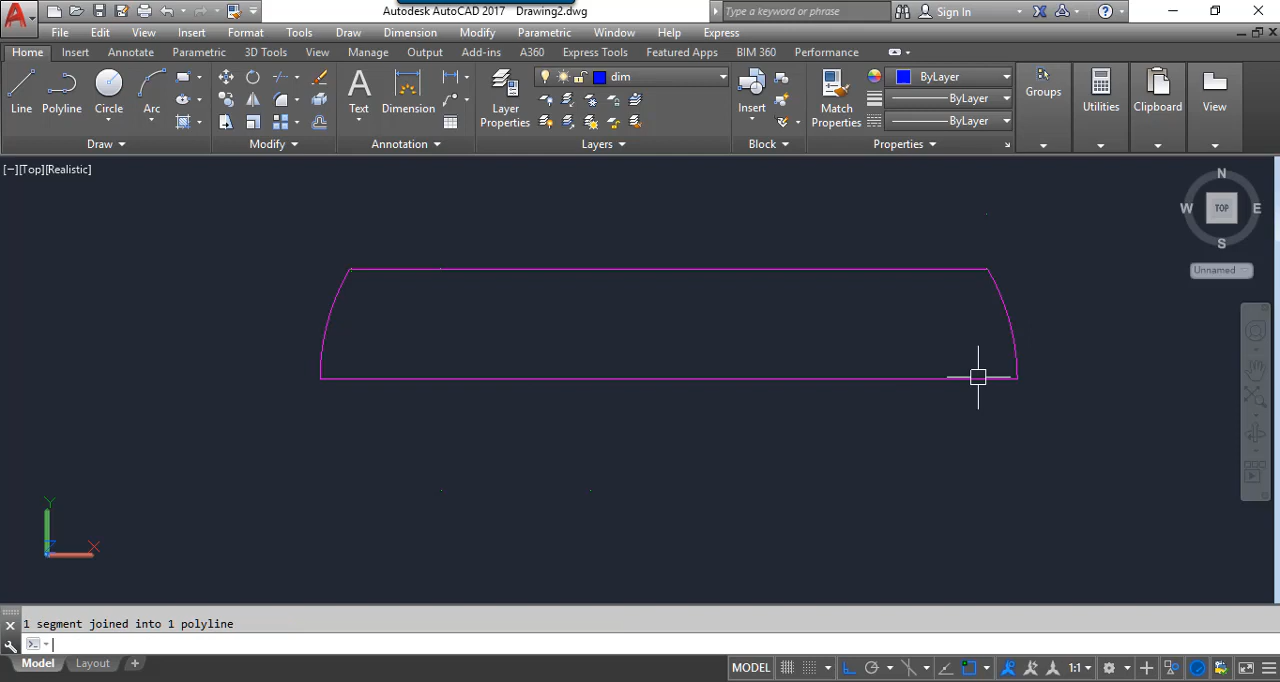 Autodesk AutoCAD 2017 Drawing2.dwg
Type a keyword or phrase
Sign In
File Edit View Insert Format Tools Draw Dimension Modify Parametric Window Help Express
Home Insert Annotate Parametric 3D Tools View Manage Output Add-ins A360 Express Tools Featured Apps BIM 360 Performance
Line Polyline Circle Arc
Text Dimension
Layer Properties
dim
Insert
Match Properties
ByLayer
ByLayer
ByLayer
Groups Utilities Clipboard View
Draw Modify Annotation Layers Block Properties
[−][Top][Realistic]
N
W TOP E
S
Unnamed
Y
X
1 segment joined into 1 polyline
Model Layout +
MODEL 1:1